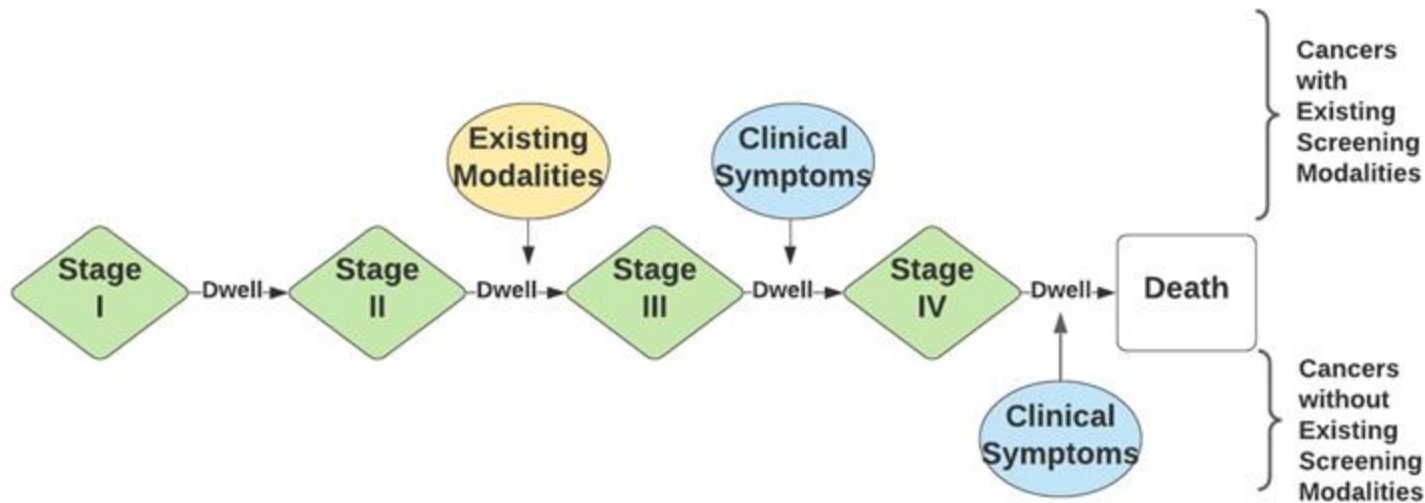 Cancers
with
Existing
Screening
Modalities
Existing
Modalities
Clinical
Symptoms
Stage
I
Dwell
Stage
II
Dwell
Stage
III
Dwell
Stage
IV
Dwell
Death
Clinical
Symptoms
Cancers
without
Existing
Screening
Modalities